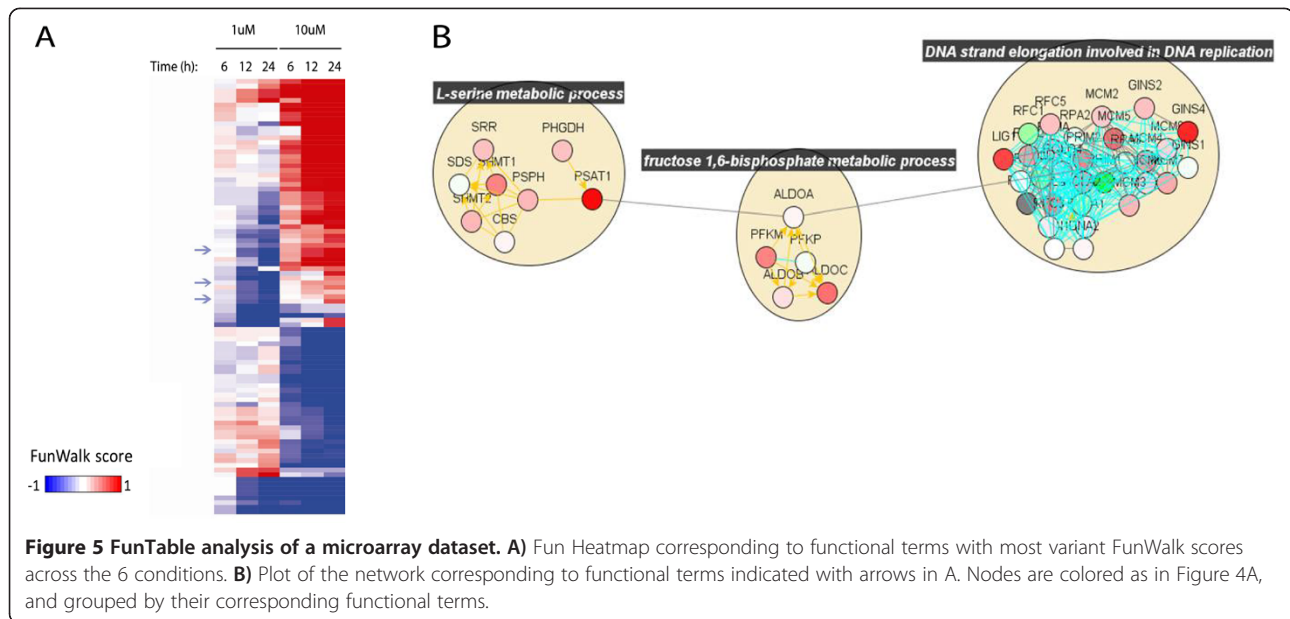 A
1uM 10uM
Time(h): 6 12 24 6 12 24
FunWalk score
-1 1
B
L-serine metabolic process
SRR PHGDH
SDS SHMT1
PSPH PSAT1
SHMT2
CBS
fructose 1,6-bisphosphate metabolic process
ALDOA
PFKM PFKP
ALDOB ALDOC
DNA strand elongation involved in DNA replication
MCM2 GINS2
RFC5
RFC1 RPA2 MCM5 GINS4
LIG1 PRIM2 MCM4 GINS1
MCM3
Figure 5 FunTable analysis of a microarray dataset. A) Fun Heatmap corresponding to functional terms with most variant FunWalk scores
across the 6 conditions. B) Plot of the network corresponding to functional terms indicated with arrows in A. Nodes are colored as in Figure 4A,
and grouped by their corresponding functional terms.